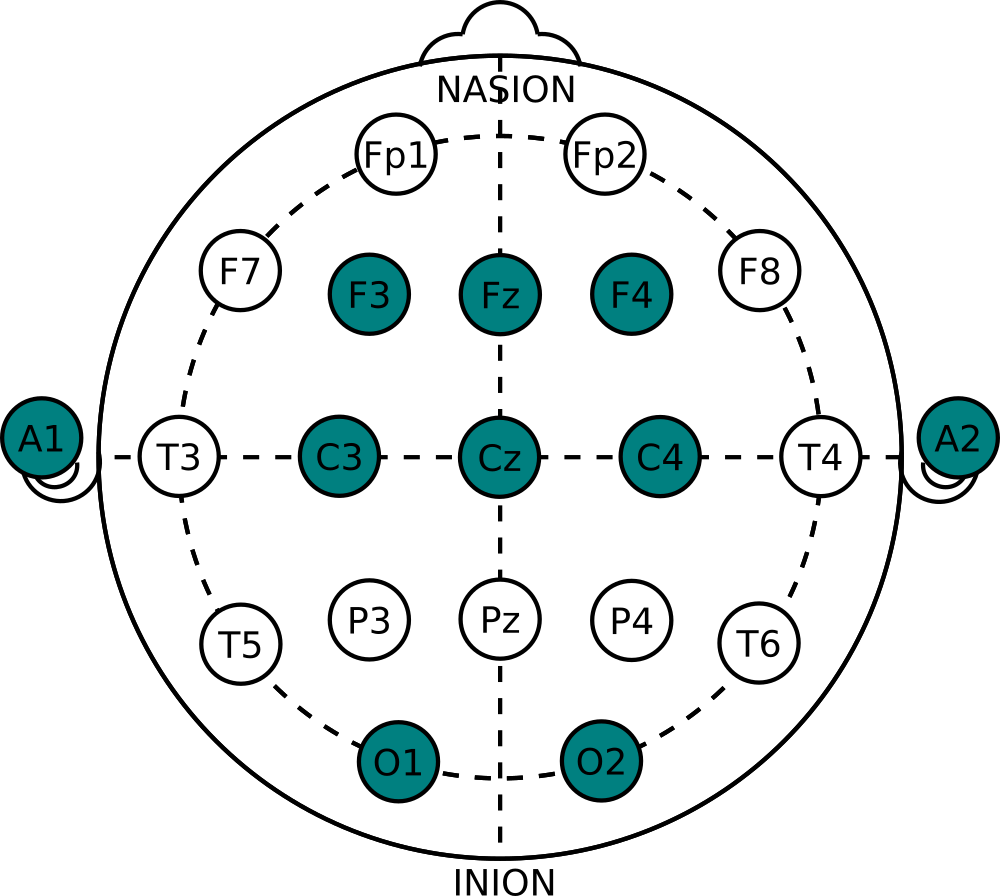 NASION
Fp1 Fp2
F7 F3 Fz F4 F8
A1 T3 C3 Cz C4 T4 A2
T5 P3 Pz P4 T6
O1 O2
INION